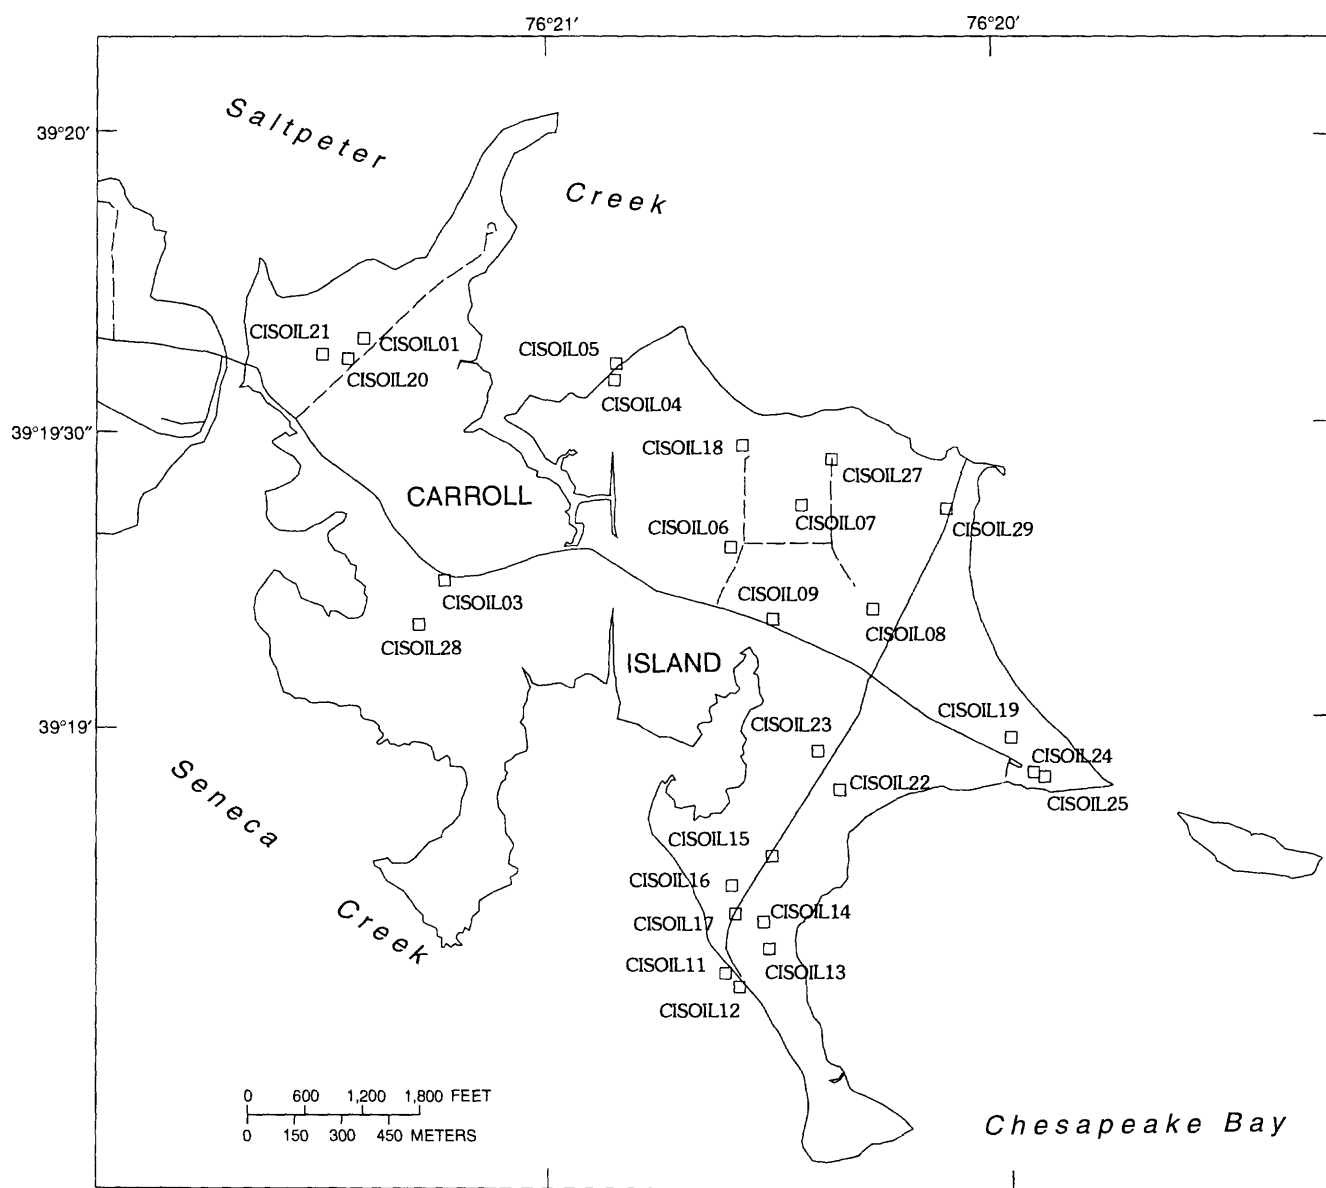 76°21′
76°20′
39°20′
Saltpeter
Creek
CISOIL21
CISOIL01
CISOIL20
CISOIL05
CISOIL04
39°19′30″
CISOIL18
CISOIL27
CARROLL
CISOIL07
CISOIL06
CISOIL29
CISOIL09
CISOIL03
CISOIL08
CISOIL28
ISLAND
CISOIL19
39°19′
CISOIL23
CISOIL24
CISOIL22
CISOIL25
Seneca
Creek
CISOIL15
CISOIL16
CISOIL14
CISOIL17
CISOIL11
CISOIL13
CISOIL12
0 600 1,200 1,800 FEET
0 150 300 450 METERS
Chesapeake Bay